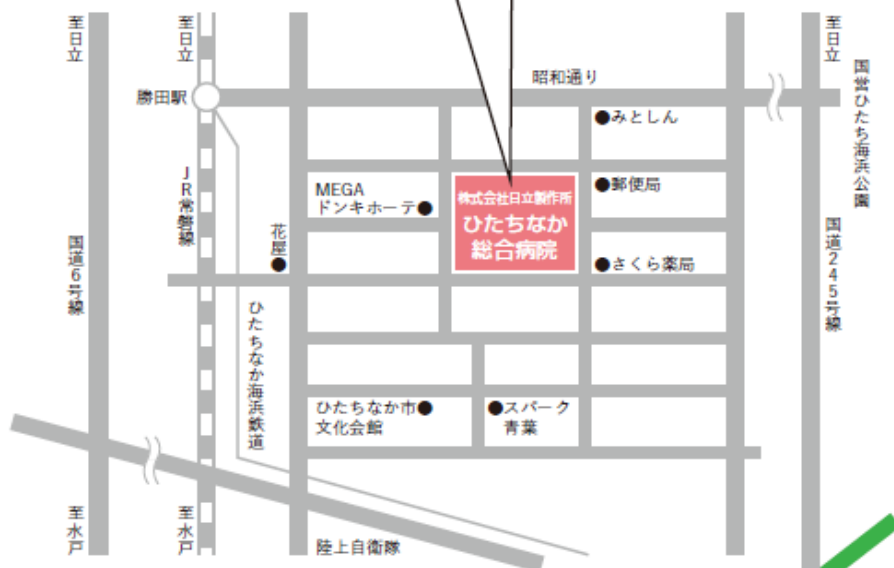 至日立
至日立
至日立
昭和通り
勝田駅
国営ひたち海浜公園
●みとしん
JR常磐線
MEGA
ドンキホーテ●
株式会社日立製作所
ひたちなか
総合病院
●郵便局
花屋●
●さくら薬局
国道6号線
国道245号線
ひたちなか海浜鉄道
ひたちなか市●
文化会館
●スパーク
青葉
至水戸
至水戸
陸上自衛隊